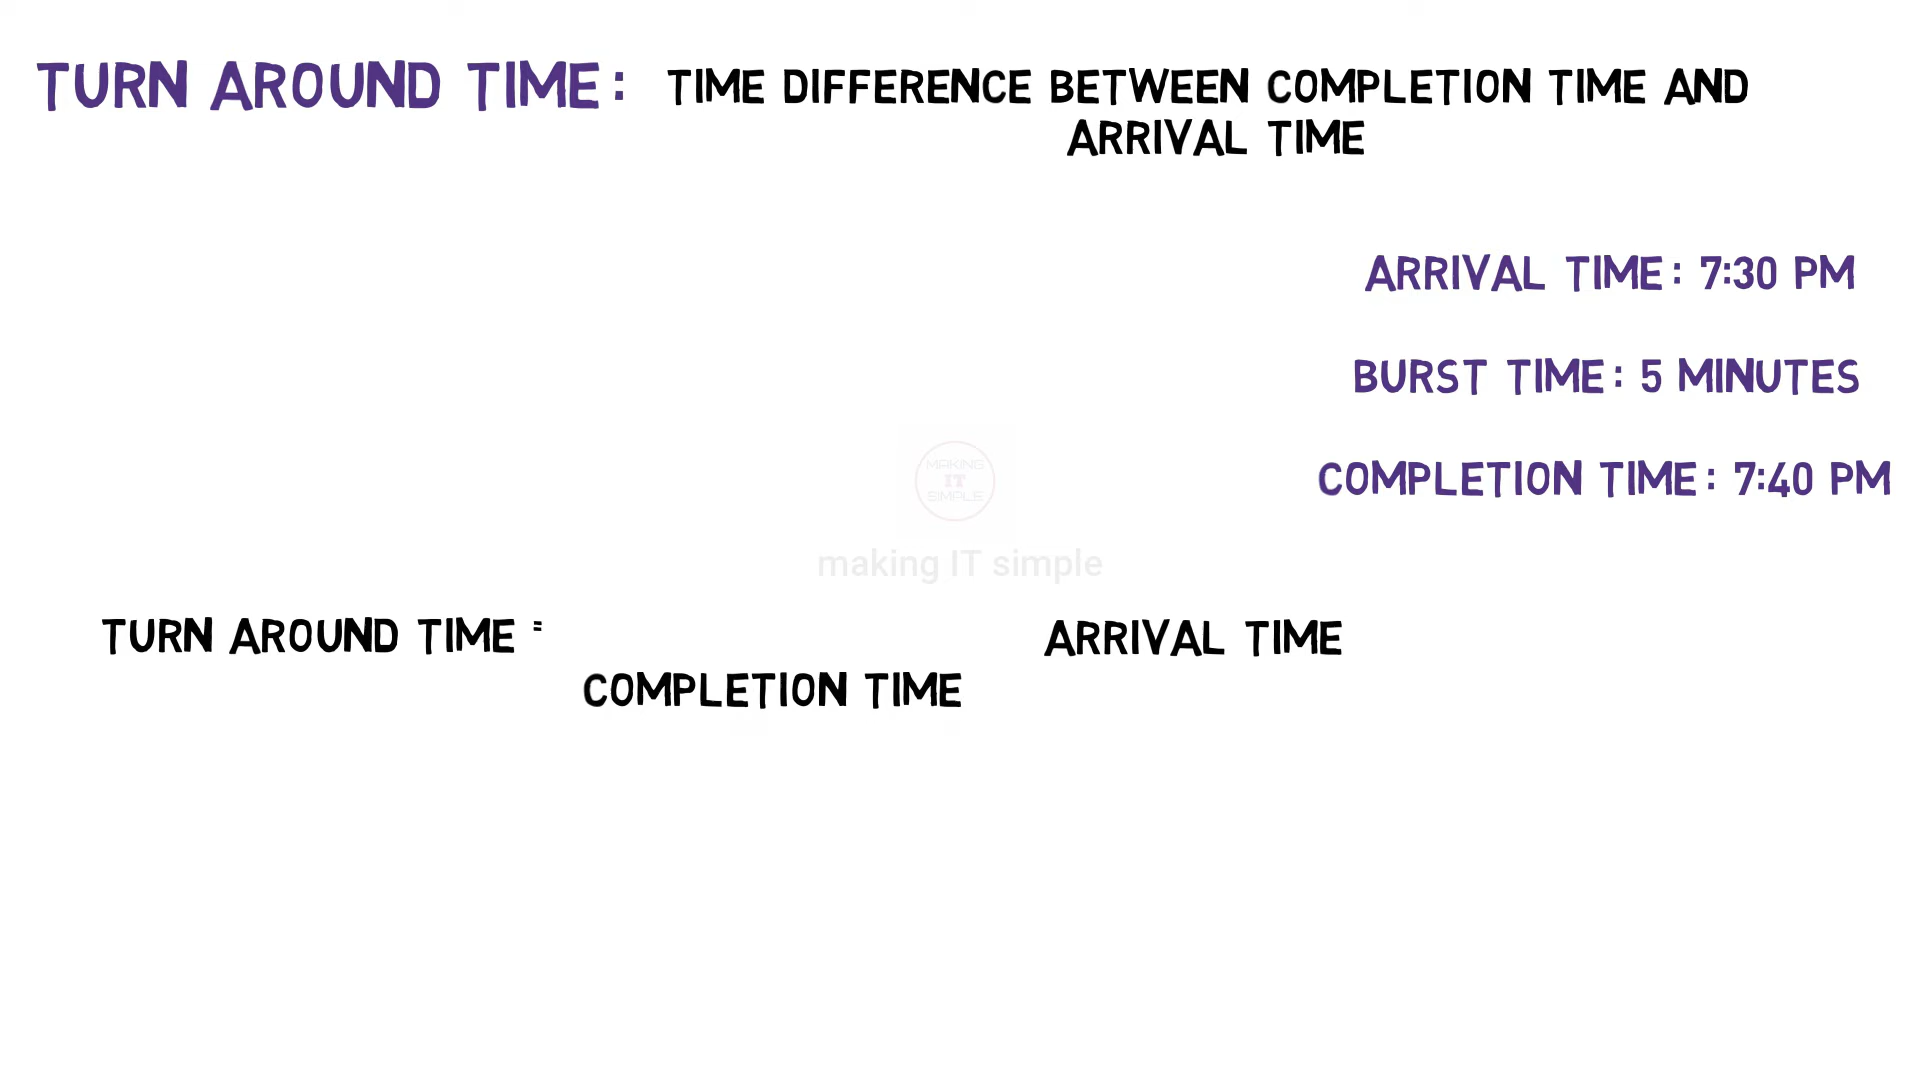 TURN AROUND TIME: TIME DIFFERENCE BETWEEN COMPLETION TIME AND
ARRIVAL TIME
ARRIVAL TIME: 7:30 PM
BURST TIME: 5 MINUTES
COMPLETION TIME: 7:40 PM
MAKING
IT
SIMPLE
making IT simple
TURN AROUND TIME =
COMPLETION TIME
ARRIVAL TIME